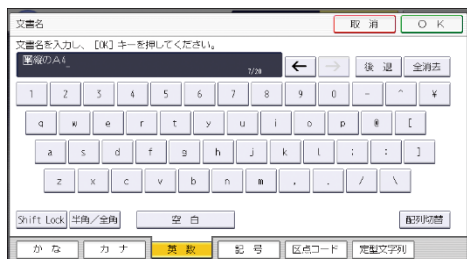 文書名
取 消
O K
文書名を入力し、[OK] キーを押してください。
縦のA4_
7/20
← → 後 退 全消去
1 2 3 4 5 6 7 8 9 0 - ^ ¥
q w e r t y u i o p @ [
a s d f g h j k l ; : ]
z x c v b n m , . / \
Shift Lock 半角/全角 空 白 配列切替
か な カ ナ 英 数 記 号 区点コード 定型文字列